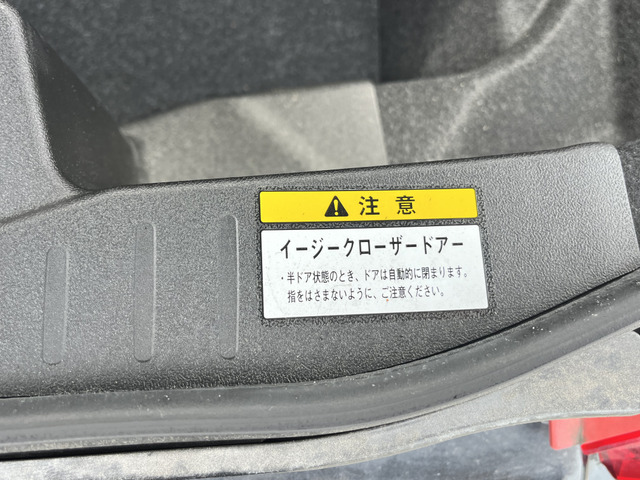 注意
イージークローザードアー
・半ドア状態のとき、ドアは自動的に閉まります。
指をはさまないように、ご注意ください。